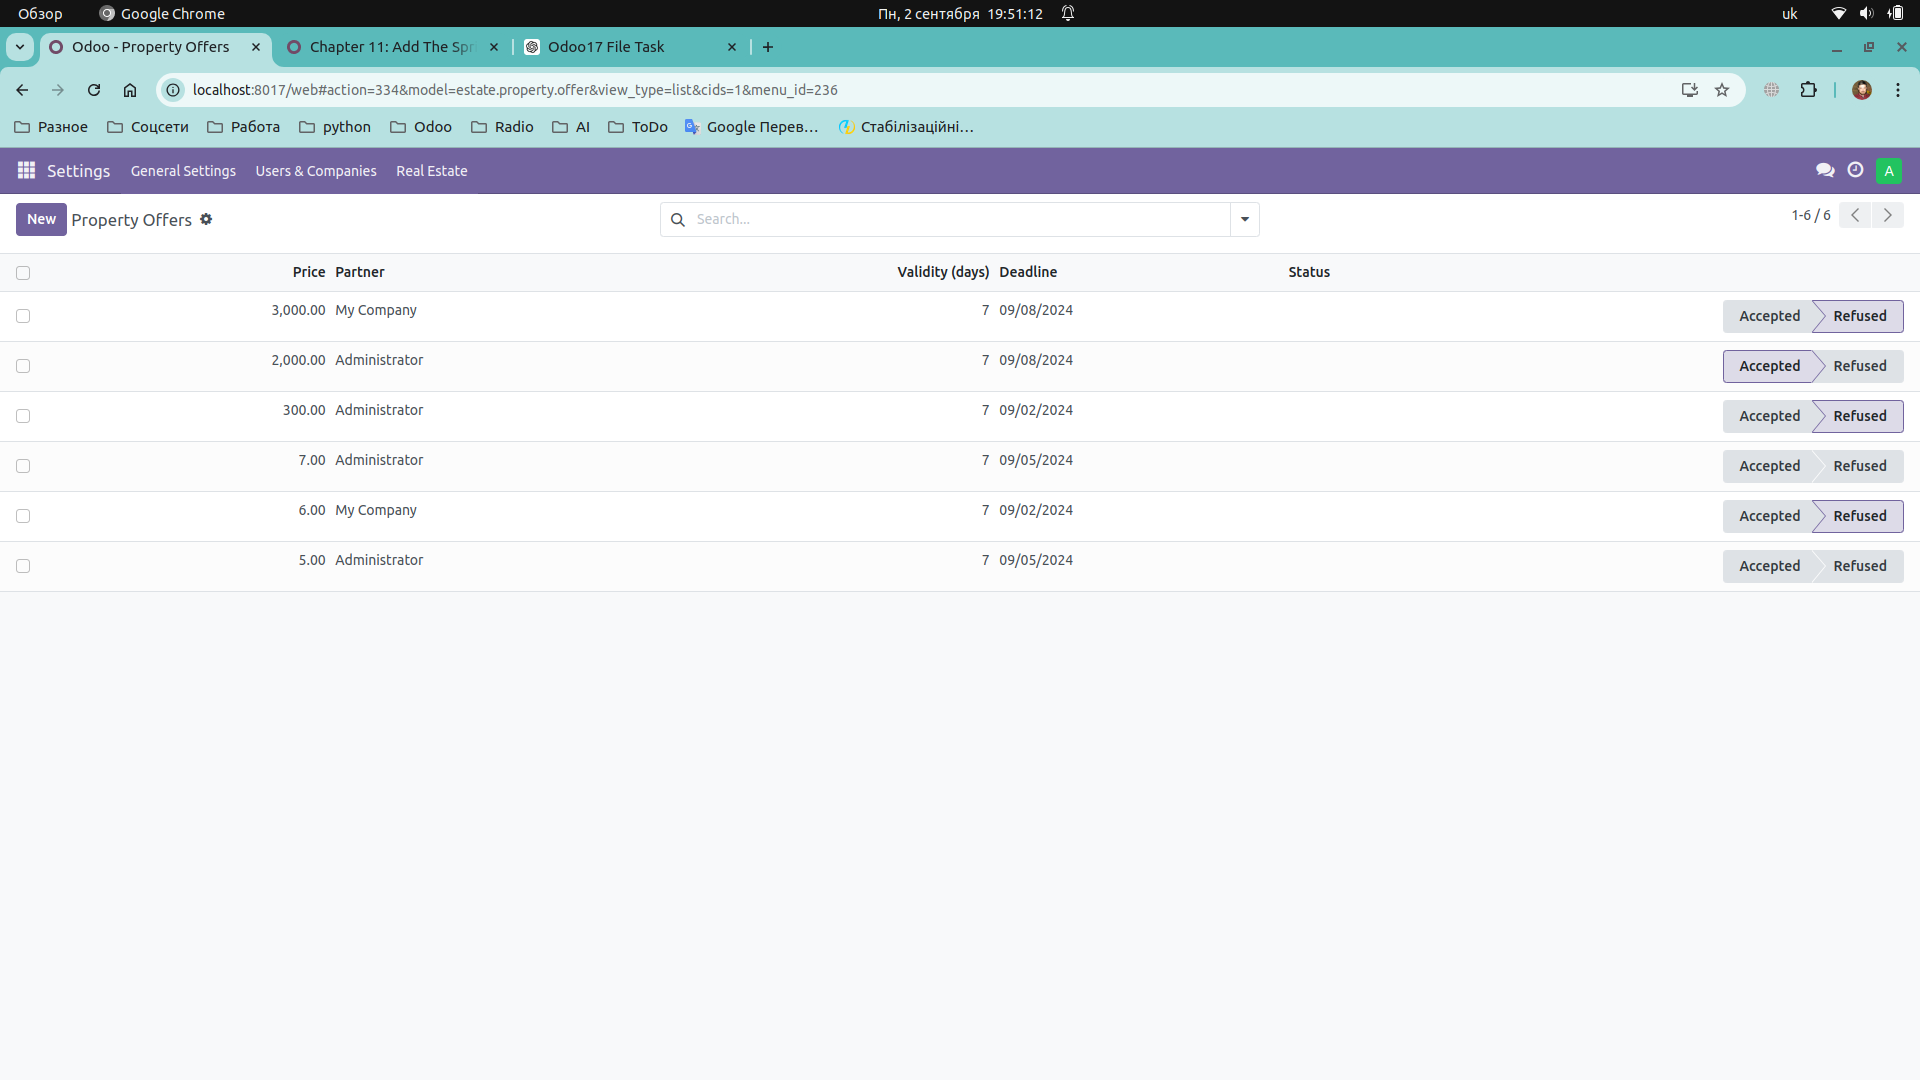 Обзор Google Chrome Пн, 2 сентября 19:51:12 uk
Odoo - Property Offers Chapter 11: Add The Spr Odoo17 File Task
localhost:8017/web#action=334&model=estate.property.offer&view_type=list&cids=1&menu_id=236
Разное Соцсети Работа python Odoo Radio AI ToDo Google Перев… Стабілізаційні…
Settings General Settings Users & Companies Real Estate A
New Property Offers Search... 1-6 / 6
Price Partner Validity (days) Deadline Status
3,000.00 My Company 7 09/08/2024 Accepted Refused
2,000.00 Administrator 7 09/08/2024 Accepted Refused
300.00 Administrator 7 09/02/2024 Accepted Refused
7.00 Administrator 7 09/05/2024 Accepted Refused
6.00 My Company 7 09/02/2024 Accepted Refused
5.00 Administrator 7 09/05/2024 Accepted Refused